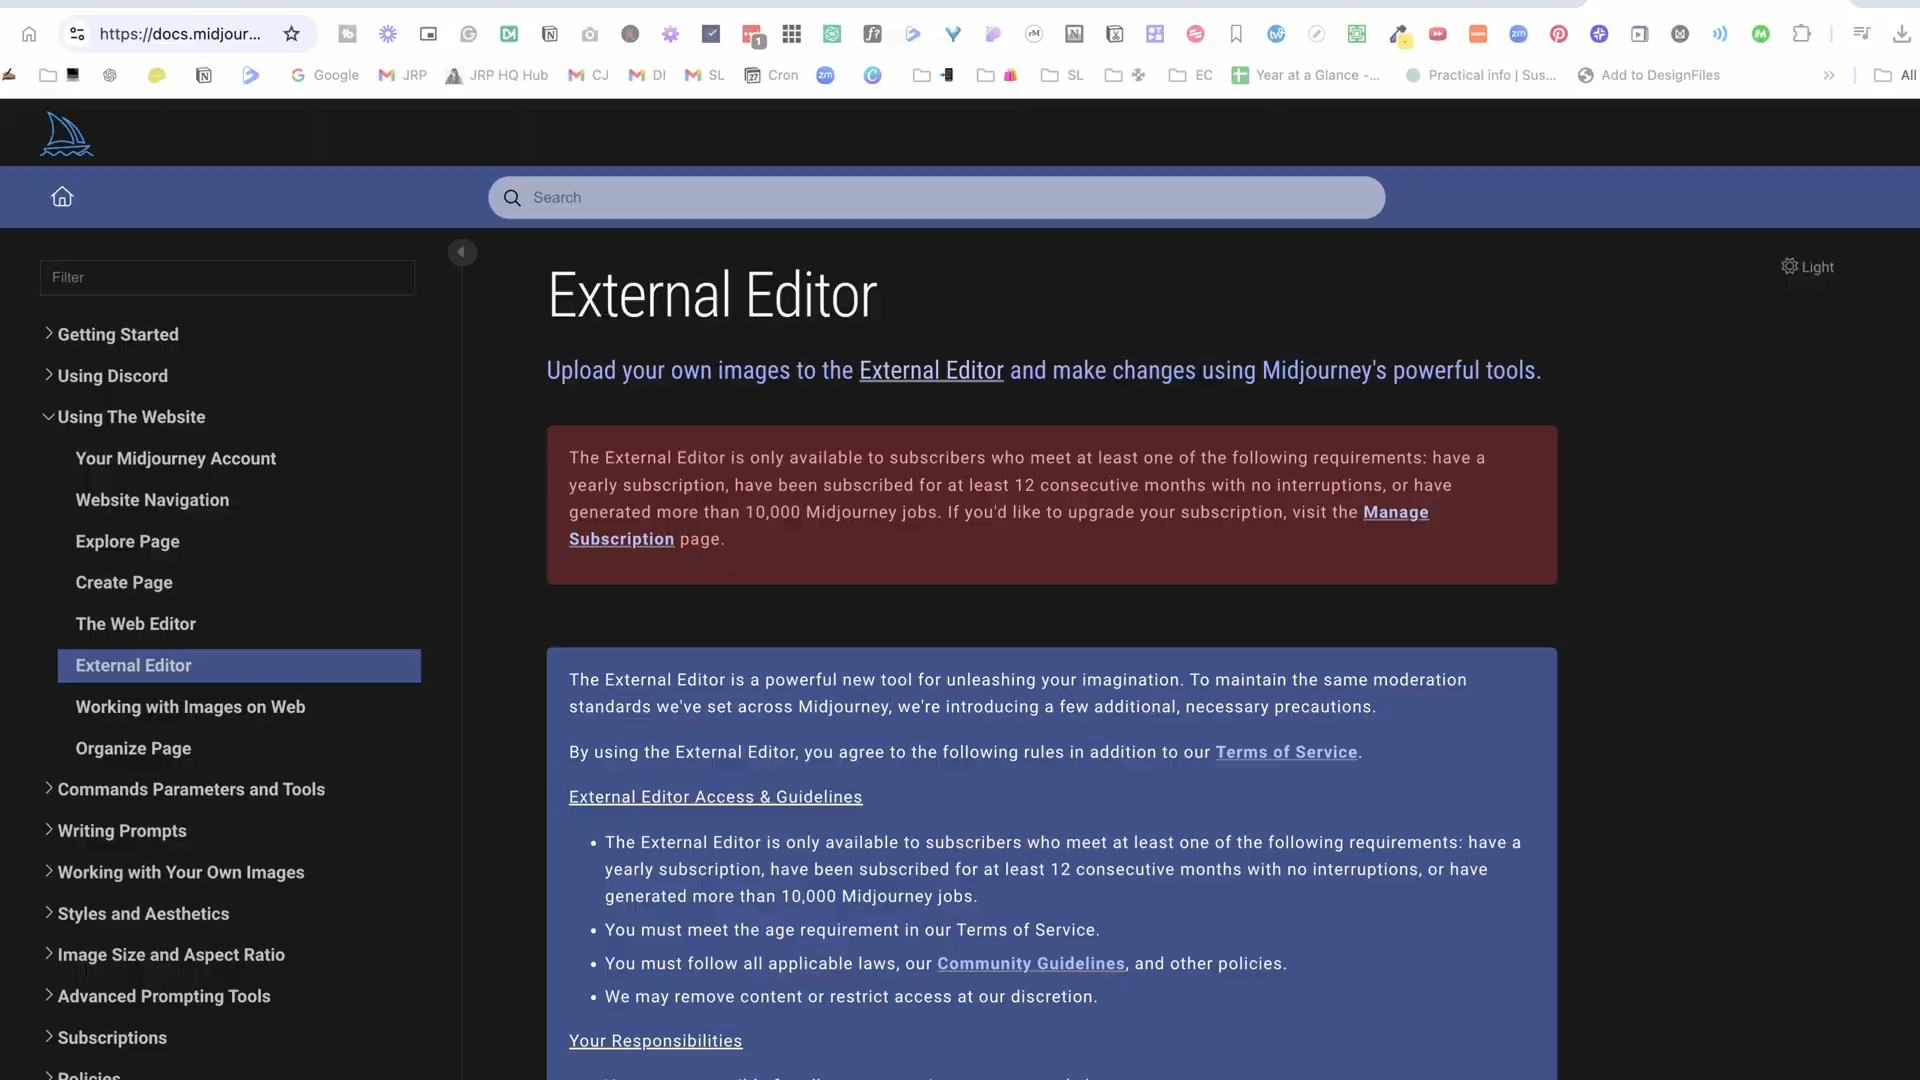 https://docs.midjour...
Google
JRP
JRP HQ Hub
CJ
DI
SL
Cron
SL
EC
Year at a Glance -...
Practical info | Sus...
Add to DesignFiles
All
Search
Filter
Getting Started
Using Discord
Using The Website
Your Midjourney Account
Website Navigation
Explore Page
Create Page
The Web Editor
External Editor
Working with Images on Web
Organize Page
Commands Parameters and Tools
Writing Prompts
Working with Your Own Images
Styles and Aesthetics
Image Size and Aspect Ratio
Advanced Prompting Tools
Subscriptions
Policies
Light
External Editor
Upload your own images to the External Editor and make changes using Midjourney's powerful tools.
The External Editor is only available to subscribers who meet at least one of the following requirements: have a
yearly subscription, have been subscribed for at least 12 consecutive months with no interruptions, or have
generated more than 10,000 Midjourney jobs. If you'd like to upgrade your subscription, visit the Manage
Subscription page.
The External Editor is a powerful new tool for unleashing your imagination. To maintain the same moderation
standards we've set across Midjourney, we're introducing a few additional, necessary precautions.
By using the External Editor, you agree to the following rules in addition to our Terms of Service.
External Editor Access & Guidelines
• The External Editor is only available to subscribers who meet at least one of the following requirements: have a
yearly subscription, have been subscribed for at least 12 consecutive months with no interruptions, or have
generated more than 10,000 Midjourney jobs.
• You must meet the age requirement in our Terms of Service.
• You must follow all applicable laws, our Community Guidelines, and other policies.
• We may remove content or restrict access at our discretion.
Your Responsibilities